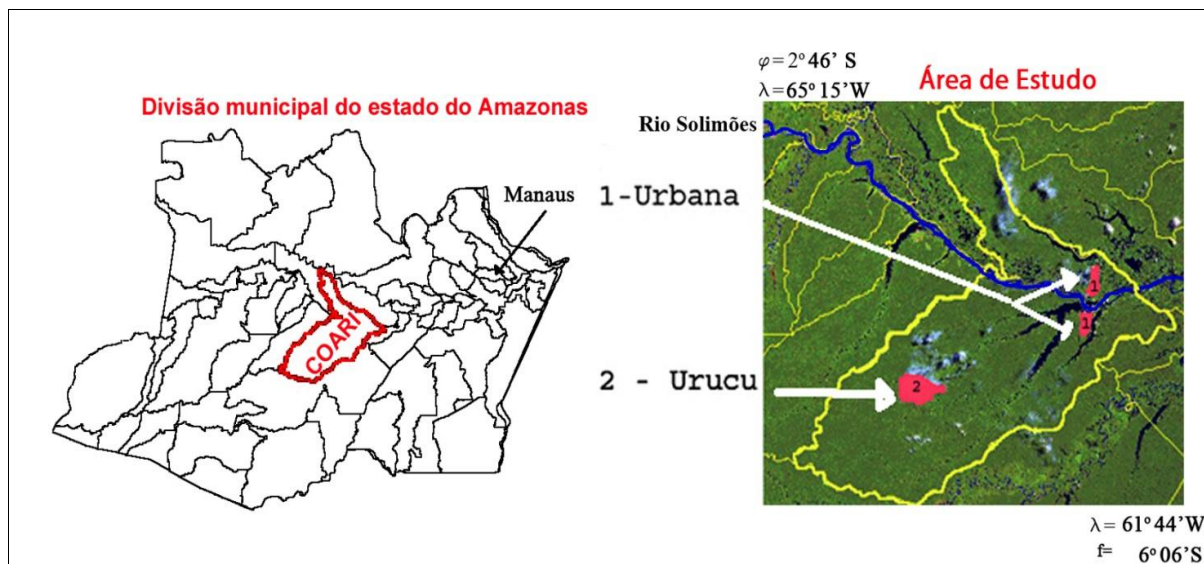 Divisão municipal do estado do Amazonas
Manaus
COARI
φ = 2º 46’ S
λ = 65º 15’W
Área de Estudo
Rio Solimões
1-Urbana
2 - Urucu
1
1
2
λ = 61º 44’W
f= 6º 06’S